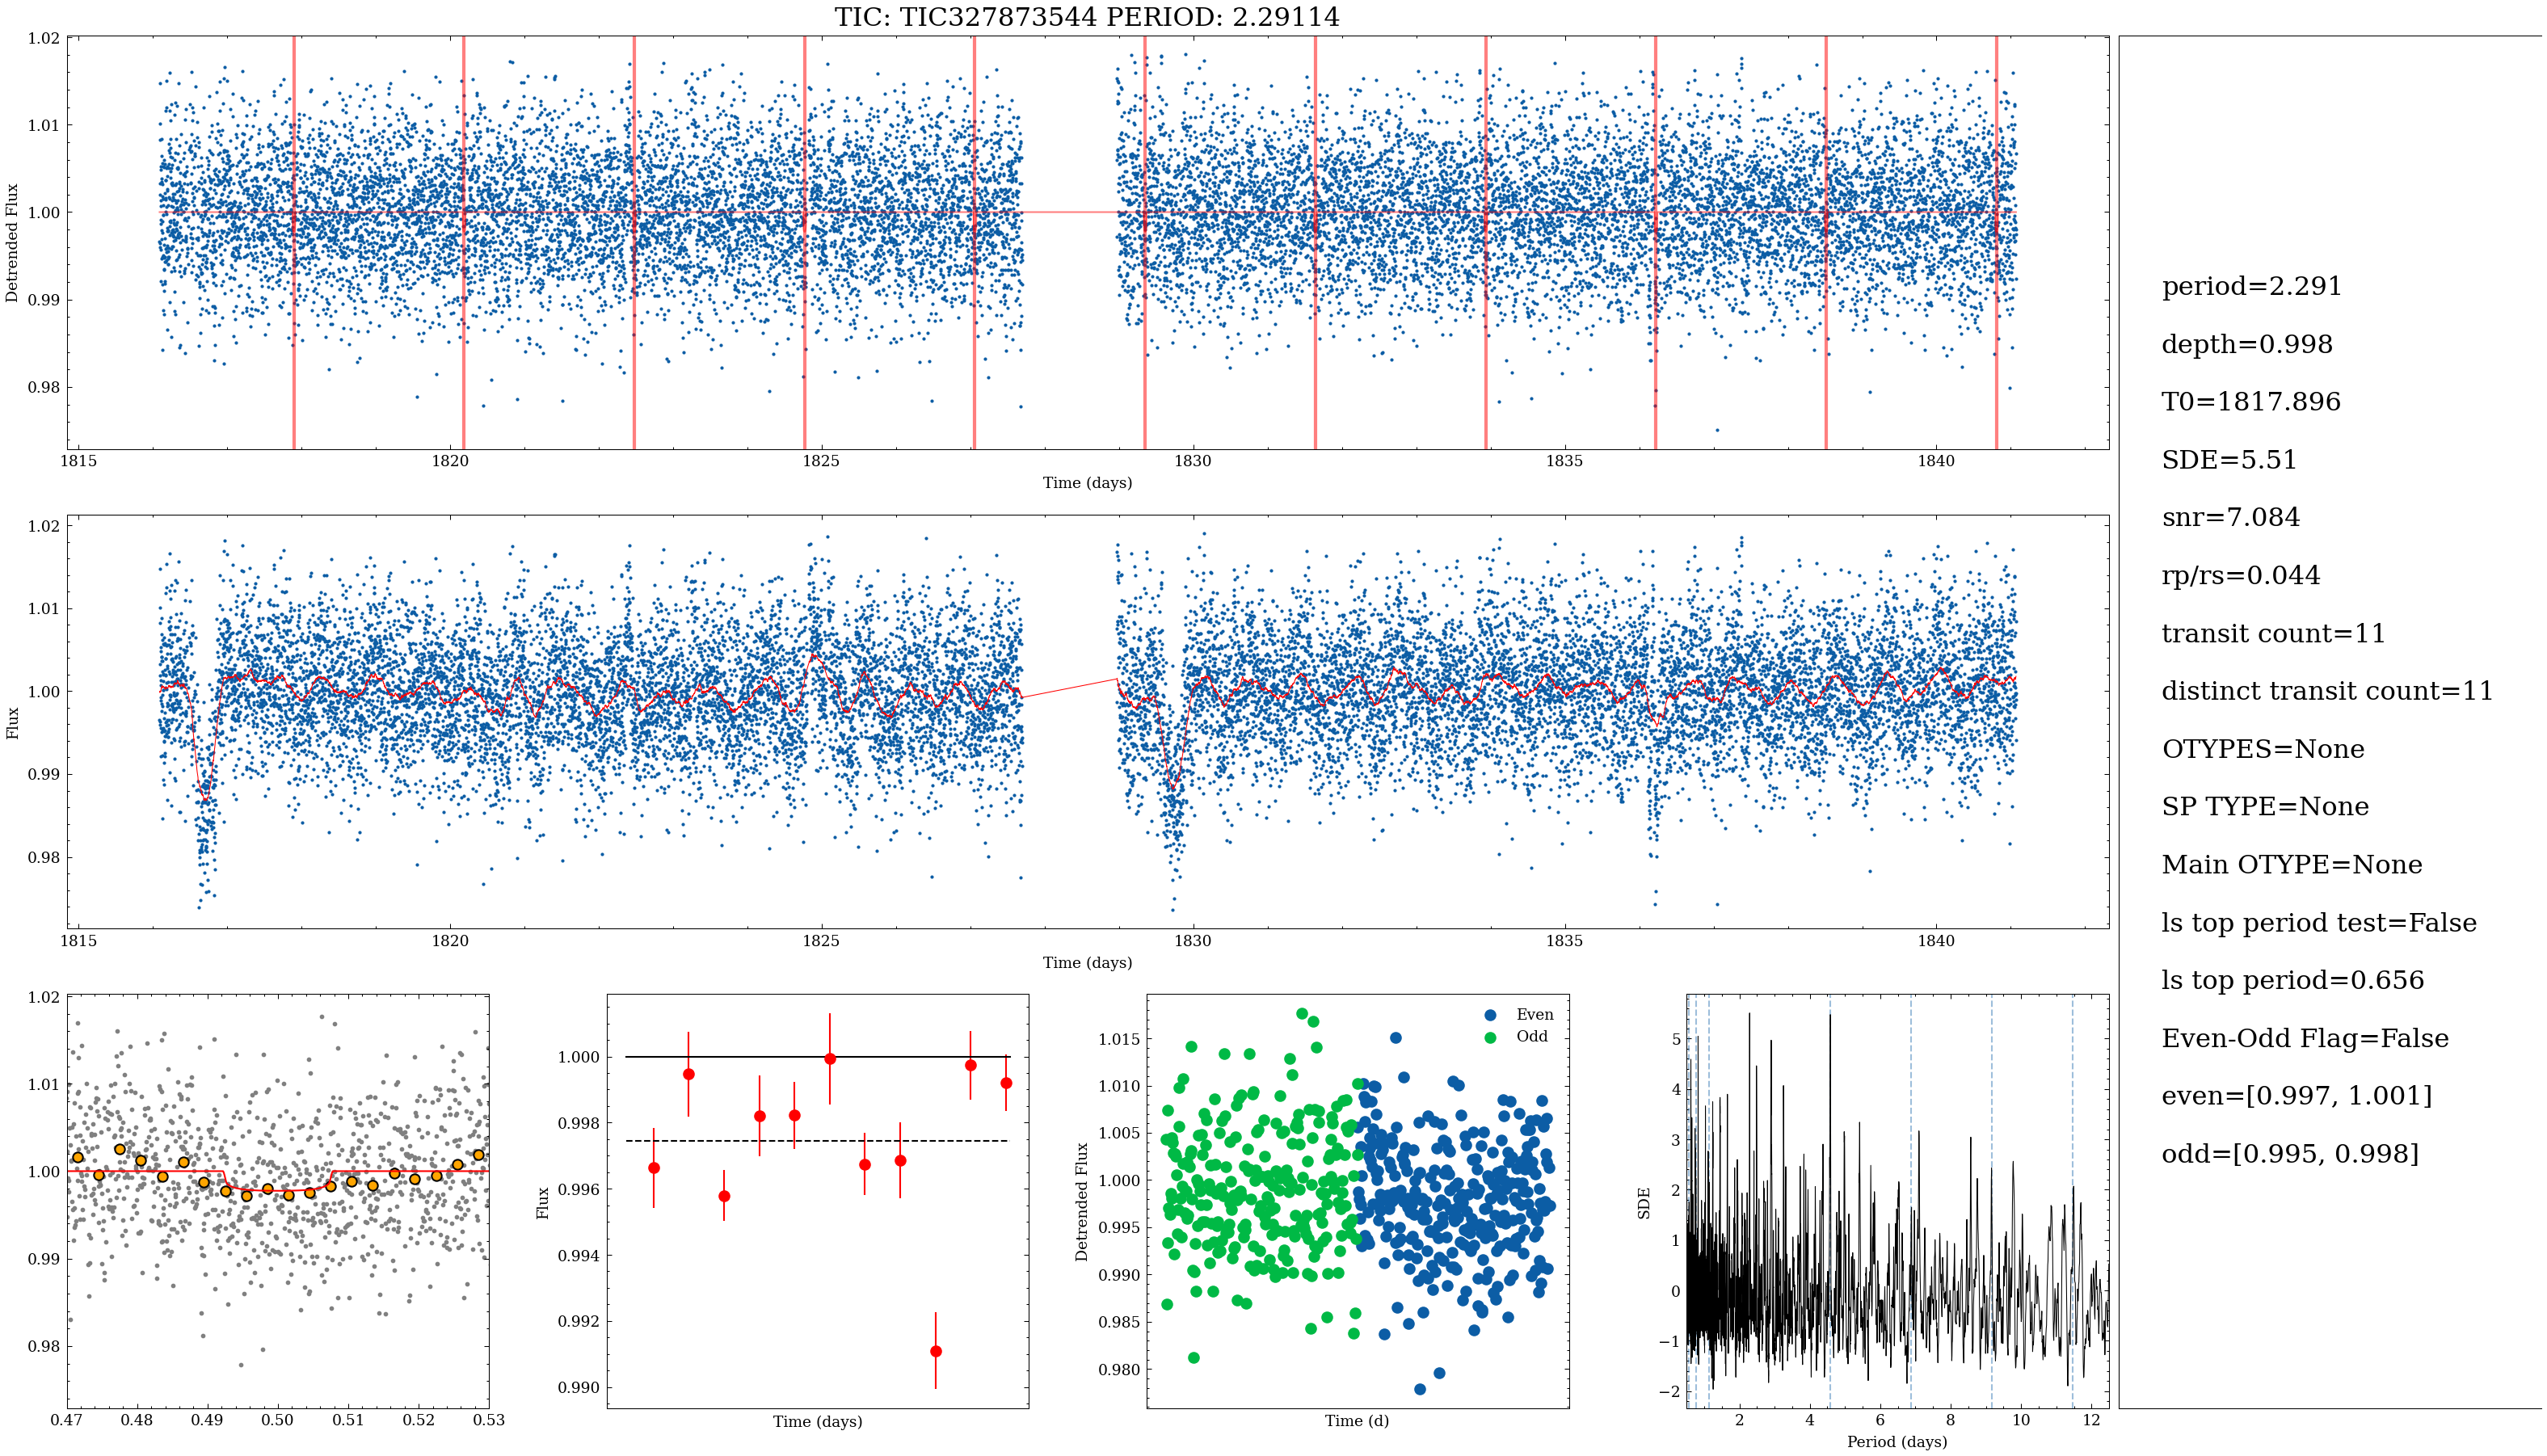 TIC: TIC327873544 PERIOD: 2.29114
1.02
1.01
1.00
0.99
0.98
Detrended Flux
1815
1820
1825
1830
1835
1840
Time (days)
1.02
1.01
1.00
0.99
0.98
Flux
1815
1820
1825
1830
1835
1840
Time (days)
1.02
1.01
1.00
0.99
0.98
0.47
0.48
0.49
0.50
0.51
0.52
0.53
1.000
0.998
0.996
0.994
0.992
0.990
Flux
Time (days)
Even
Odd
1.015
1.010
1.005
1.000
0.995
0.990
0.985
0.980
Detrended Flux
Time (d)
5
4
3
2
1
0
−1
−2
SDE
2
4
6
8
10
12
Period (days)
period=2.291
depth=0.998
T0=1817.896
SDE=5.51
snr=7.084
rp/rs=0.044
transit count=11
distinct transit count=11
OTYPES=None
SP TYPE=None
Main OTYPE=None
ls top period test=False
ls top period=0.656
Even-Odd Flag=False
even=[0.997, 1.001]
odd=[0.995, 0.998]